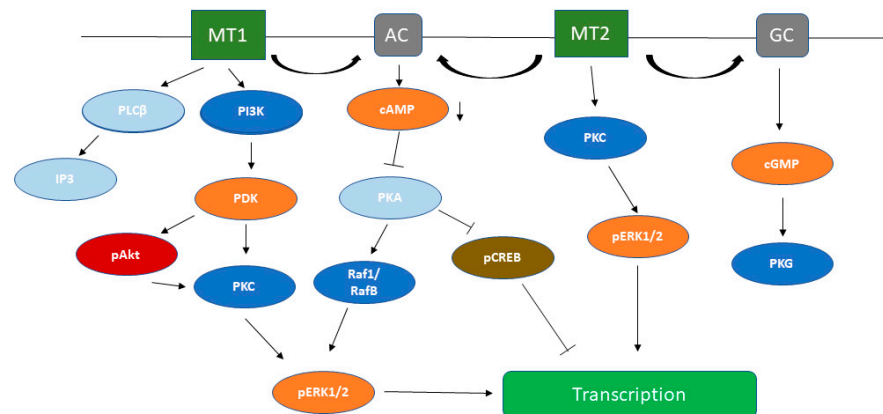 MT1
AC
MT2
GC
PLCβ
PI3K
cAMP
PKC
IP3
cGMP
PDK
PKA
pERK1/2
pAkt
pCREB
PKG
PKC
Raf1/
RafB
pERK1/2
Transcription